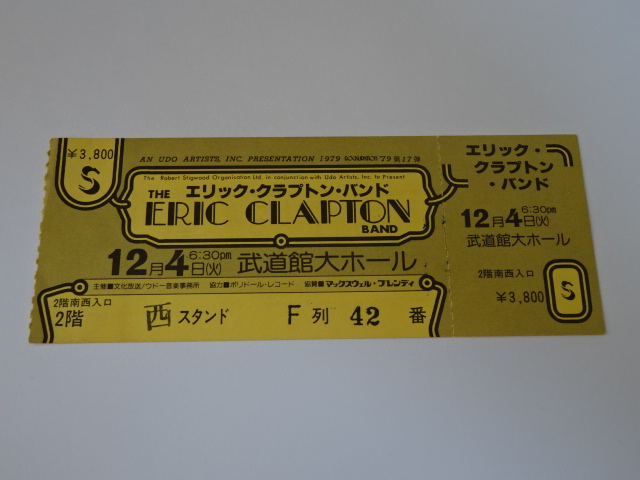 ¥3,800
S
AN UDO ARTISTS, INC. PRESENTATION 1979 ROCKUPATION '79 第17弾
The Robert Stigwood Organisation Ltd. in conjunction with Udo Artists, Inc. to Present
エリック・クラプトン・バンド
THE
ERIC CLAPTON
BAND
12月4日(火) 6:30pm 武道館大ホール
主催■文化放送/ウドー音楽事務所 協力■ポリドール・レコード 協賛■マックスウェル・ブレンディ
2階南西入口
2階 西 スタンド F 列 42 番
エリック・
クラプトン
・バンド
6:30pm
12月4日(火)
武道館大ホール
2階南西入口
¥3,800
S